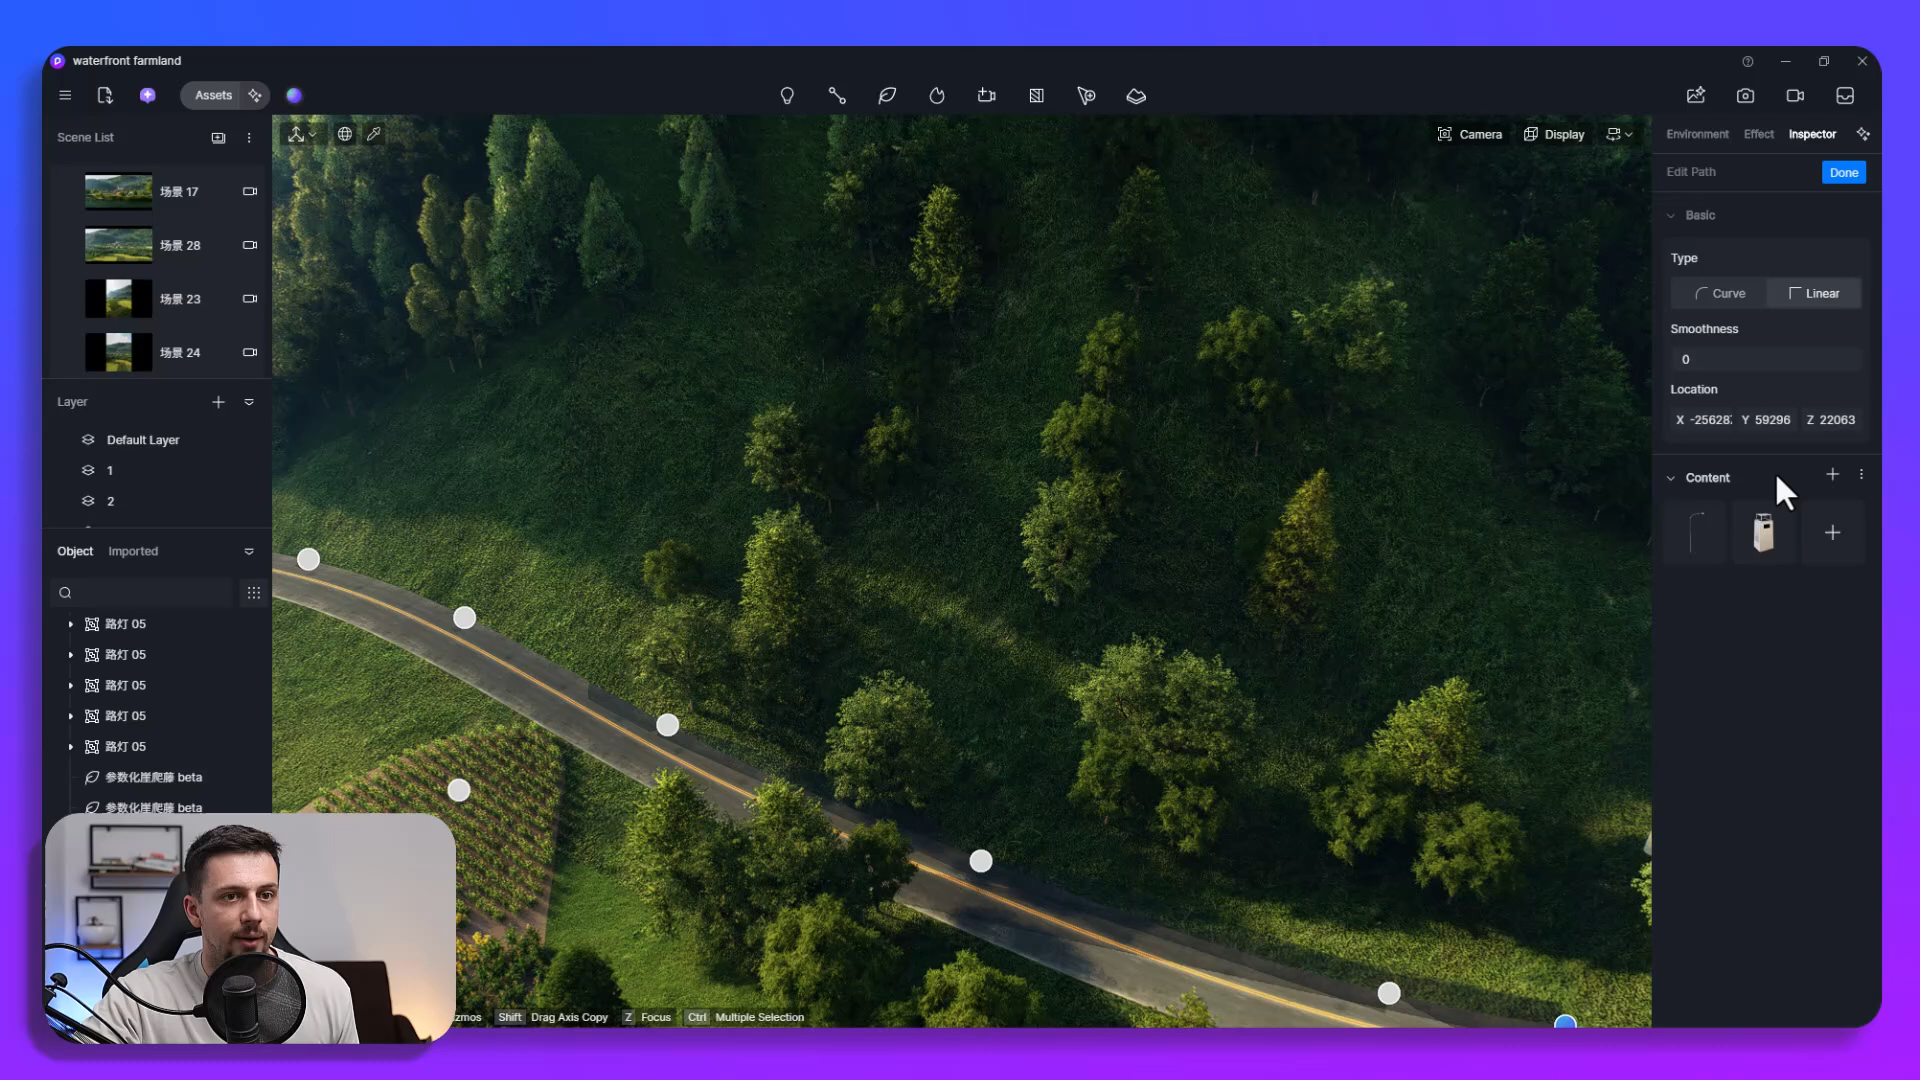 waterfront farmland
Assets
Scene List
场景 17
场景 28
场景 23
场景 24
Layer
Default Layer
1
2
Object Imported
路灯 05
路灯 05
路灯 05
路灯 05
路灯 05
参数化崖爬藤 beta
参数化崖爬藤 beta
Camera Display
zmos Shift Drag Axis Copy Z Focus Ctrl Multiple Selection
Environment Effect Inspector
Edit Path Done
Basic
Type
Curve Linear
Smoothness
0
Location
X -25628 Y 59296 Z 22063
Content